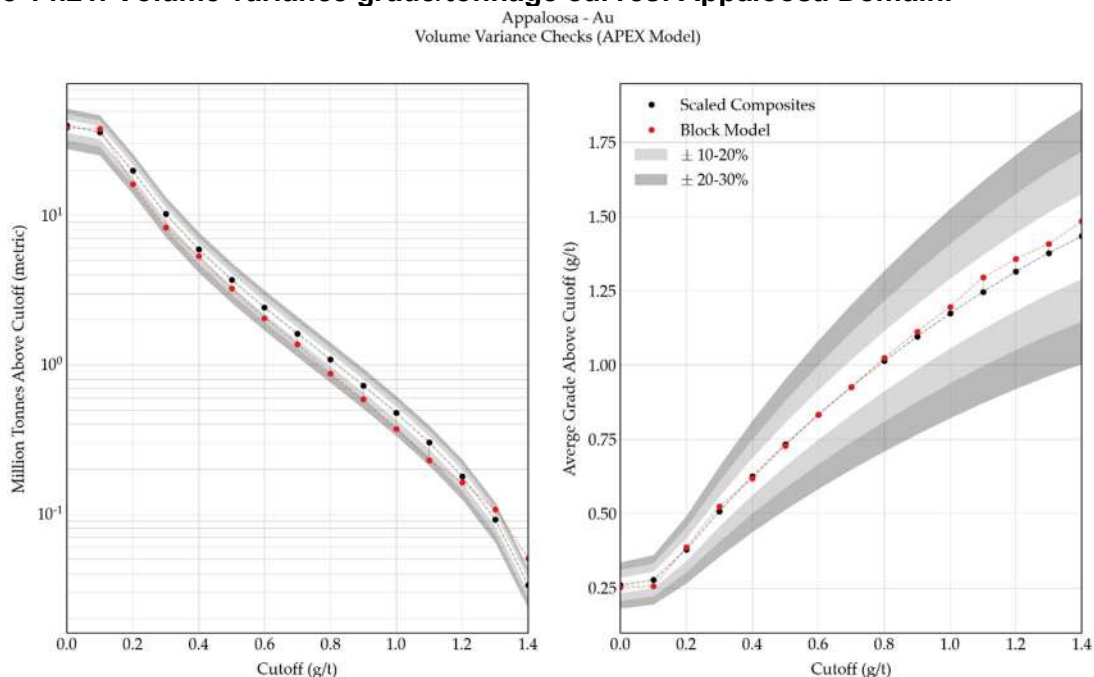 Appaloosa - Au
Volume Variance Checks (APEX Model)
Million Tonnes Above Cutoff (metric)
10¹
10⁰
10⁻¹
0.0 0.2 0.4 0.6 0.8 1.0 1.2 1.4
Cutoff (g/t)
Scaled Composites
Block Model
± 10-20%
± 20-30%
Averge Grade Above Cutoff (g/t)
1.75
1.50
1.25
1.00
0.75
0.50
0.25
0.0 0.2 0.4 0.6 0.8 1.0 1.2 1.4
Cutoff (g/t)